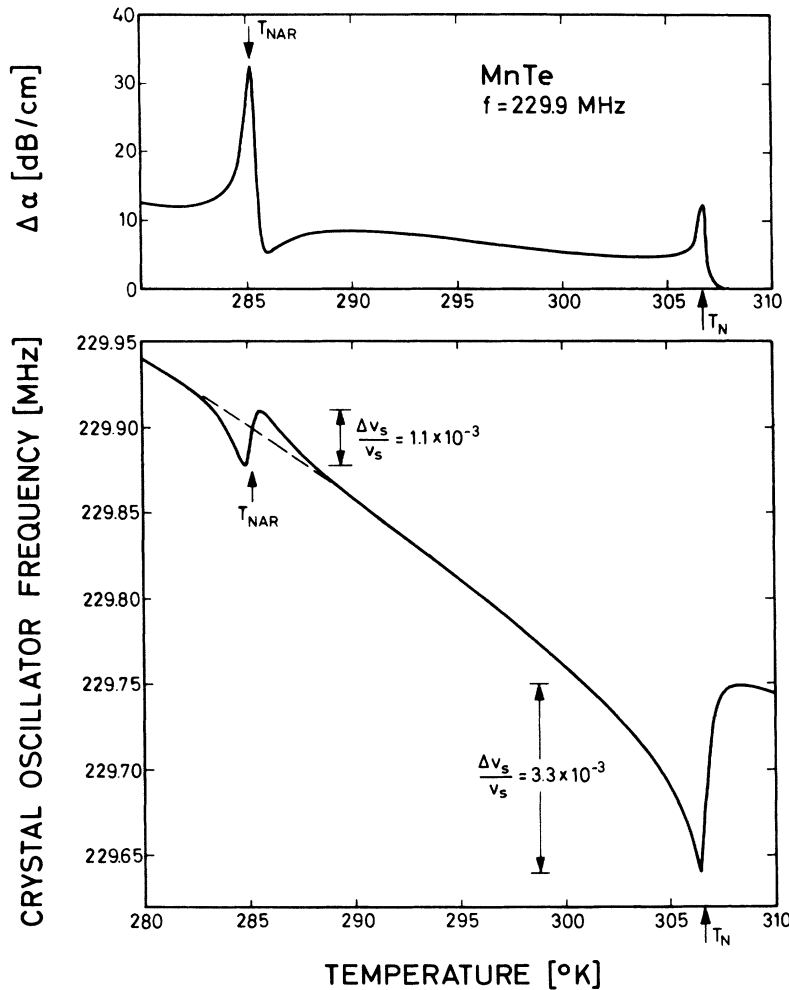 40
30
20
10
0
Δα [dB/cm]
T_NAR
MnTe
f = 229.9 MHz
285
290
295
300
305
310
T_N
229.95
229.90
229.85
229.80
229.75
229.70
229.65
CRYSTAL OSCILLATOR FREQUENCY [MHz]
Δv_s/v_s = 1.1 × 10⁻³
T_NAR
Δv_s/v_s = 3.3 × 10⁻³
280
285
290
295
300
305
310
T_N
TEMPERATURE [°K]